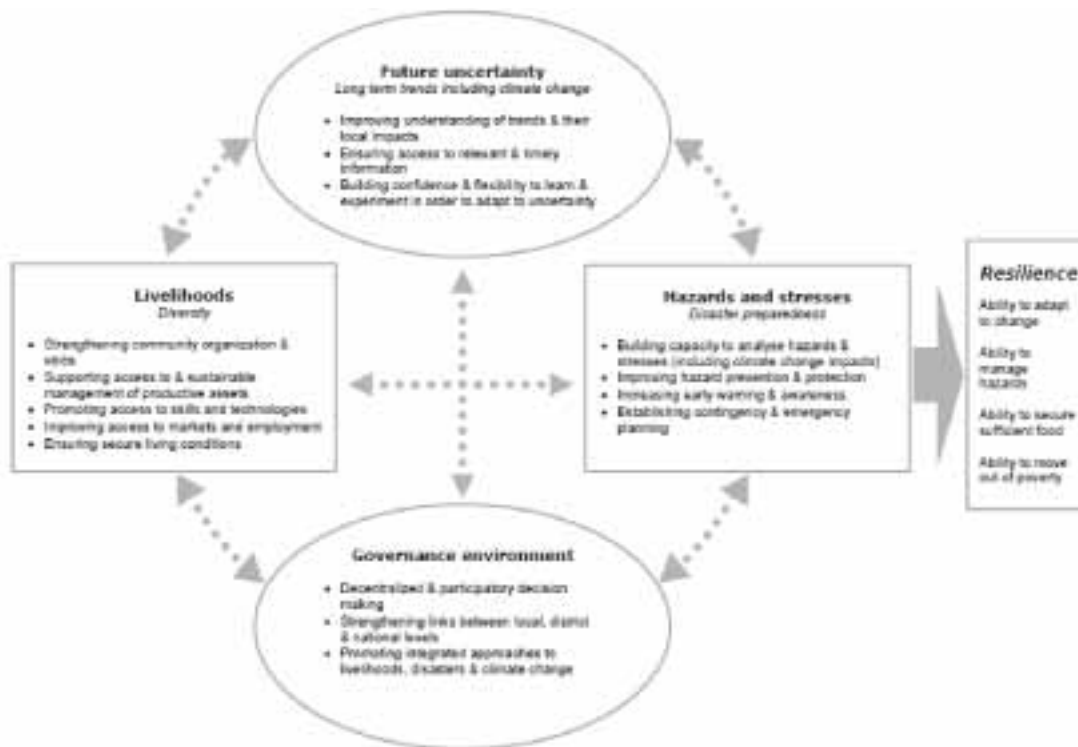 Future uncertainty
Long term trends including climate change
• Improving understanding of trends & their
local impacts
• Ensuring access to relevant & timely
information
• Building confidence & flexibility to learn &
experiment in order to adapt to uncertainty
Livelihoods
Diversity
• Strengthening community organization &
voice
• Supporting access to & sustainable
management of productive assets
• Promoting access to skills and technologies
• Improving access to markets and employment
• Ensuring secure living conditions
Hazards and stresses
Disaster preparedness
• Building capacity to analyse hazards &
stresses (including climate change impacts)
• Improving hazard prevention & protection
• Increasing early warning & awareness
• Establishing contingency & emergency
planning
Resilience
Ability to adapt
to change
Ability to
manage
hazards
Ability to secure
sufficient food
Ability to move
out of poverty
Governance environment
• Decentralized & participatory decision
making
• Strengthening links between local, district
& national levels
• Promoting integrated approaches to
livelihoods, disasters & climate change